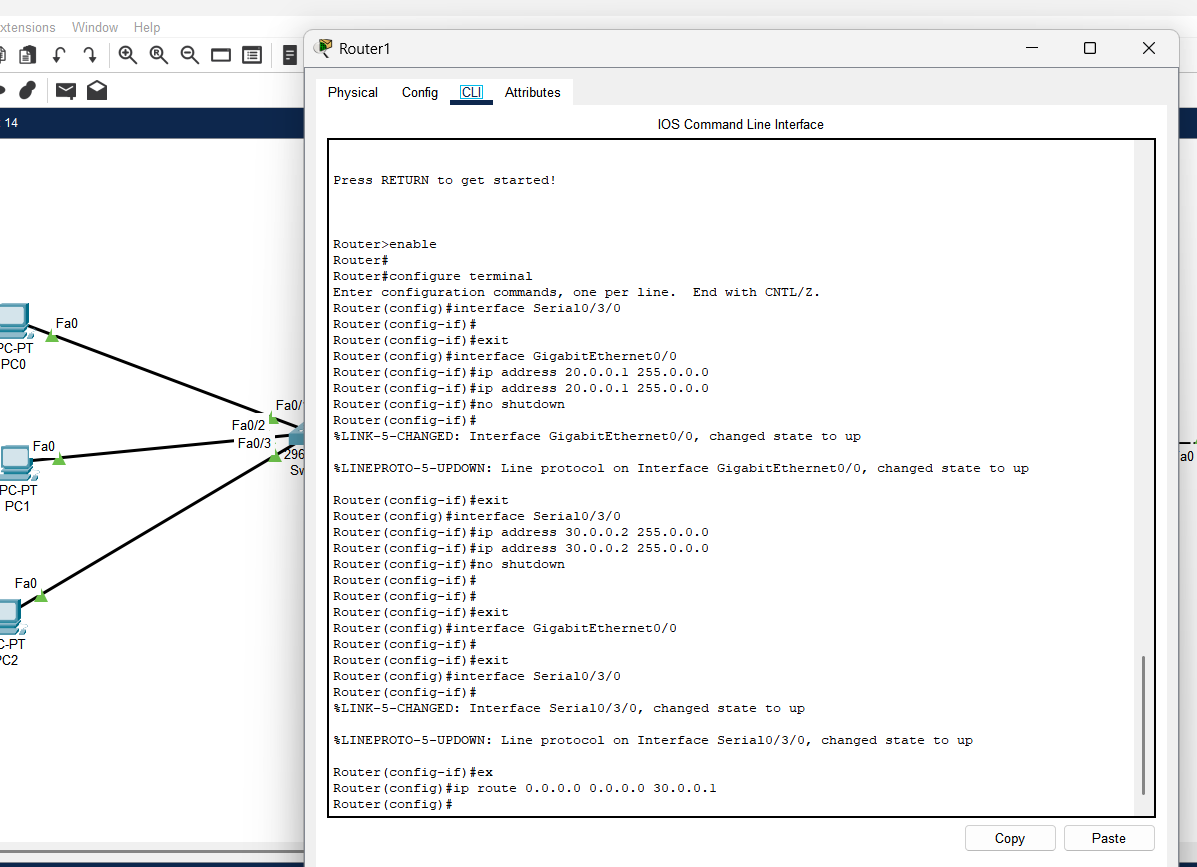 xtensions Window Help
14
Fa0
PC-PT
PC0
Fa0/
Fa0/2
Fa0/3
296
Sw
Fa0
PC-PT
PC1
Fa0
C-PT
PC2
a0
Router1
Physical Config CLI Attributes
IOS Command Line Interface
Press RETURN to get started!
Router>enable
Router#
Router#configure terminal
Enter configuration commands, one per line.  End with CNTL/Z.
Router(config)#interface Serial0/3/0
Router(config-if)#
Router(config-if)#exit
Router(config)#interface GigabitEthernet0/0
Router(config-if)#ip address 20.0.0.1 255.0.0.0
Router(config-if)#ip address 20.0.0.1 255.0.0.0
Router(config-if)#no shutdown
Router(config-if)#
%LINK-5-CHANGED: Interface GigabitEthernet0/0, changed state to up
%LINEPROTO-5-UPDOWN: Line protocol on Interface GigabitEthernet0/0, changed state to up
Router(config-if)#exit
Router(config)#interface Serial0/3/0
Router(config-if)#ip address 30.0.0.2 255.0.0.0
Router(config-if)#ip address 30.0.0.2 255.0.0.0
Router(config-if)#no shutdown
Router(config-if)#
Router(config-if)#
Router(config-if)#exit
Router(config)#interface GigabitEthernet0/0
Router(config-if)#
Router(config-if)#exit
Router(config)#interface Serial0/3/0
Router(config-if)#
%LINK-5-CHANGED: Interface Serial0/3/0, changed state to up
%LINEPROTO-5-UPDOWN: Line protocol on Interface Serial0/3/0, changed state to up
Router(config-if)#ex
Router(config)#ip route 0.0.0.0 0.0.0.0 30.0.0.1
Router(config)#
Copy Paste